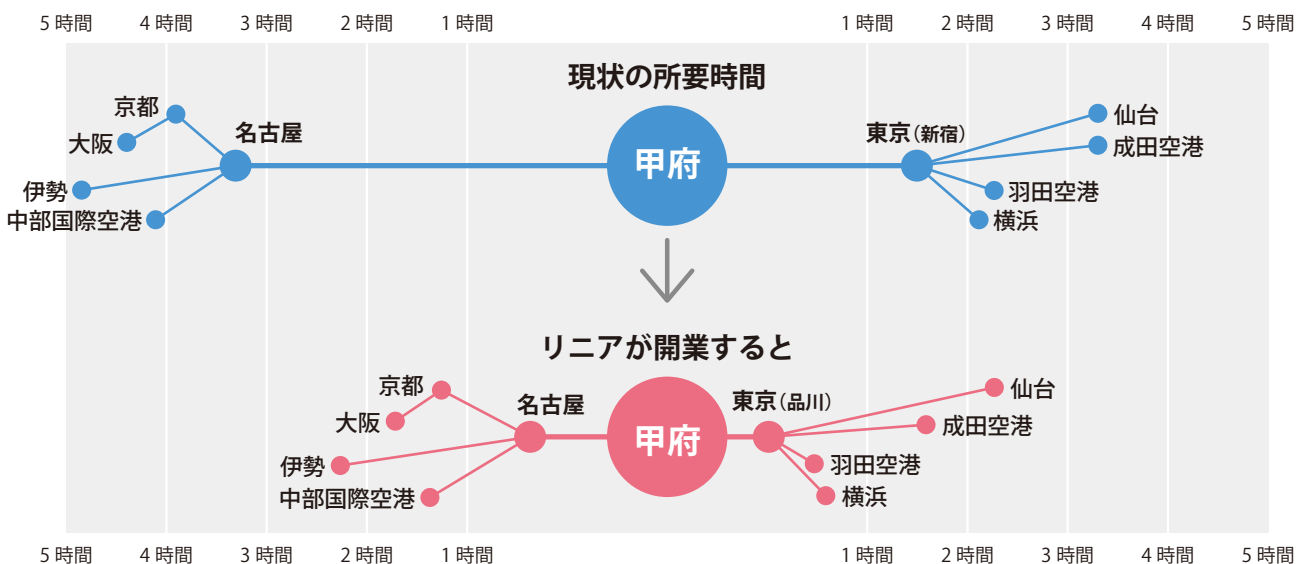 5 時間 4 時間 3 時間 2 時間 1 時間 1 時間 2 時間 3 時間 4 時間 5 時間
現状の所要時間
京都
大阪
名古屋
伊勢
中部国際空港
甲府
東京（新宿）
仙台
成田空港
羽田空港
横浜
リニアが開業すると
京都
大阪
名古屋
伊勢
中部国際空港
甲府
東京（品川）
仙台
成田空港
羽田空港
横浜
5 時間 4 時間 3 時間 2 時間 1 時間 1 時間 2 時間 3 時間 4 時間 5 時間